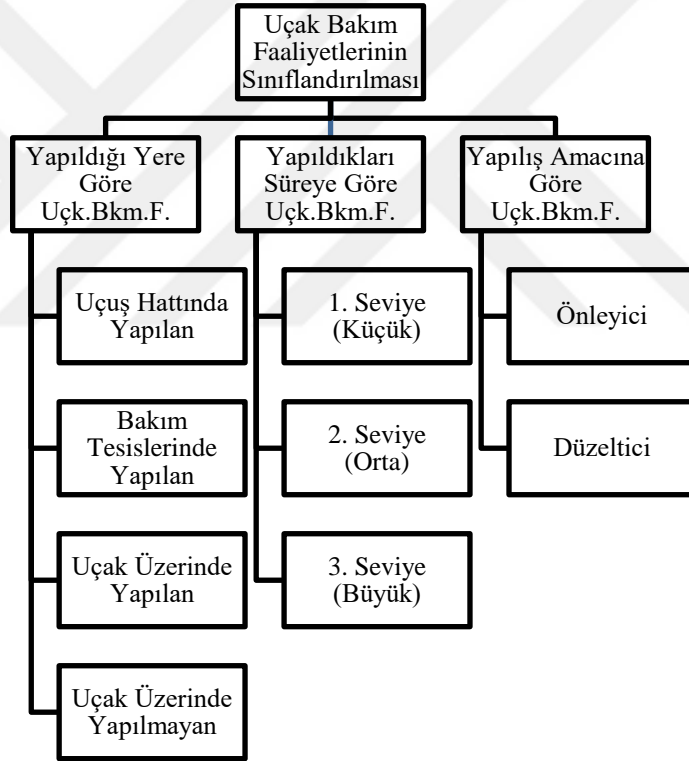 Uçak Bakım
Faaliyetlerinin
Sınıflandırılması
Yapıldığı Yere
Göre
Uçk.Bkm.F.
Yapıldıkları
Süreye Göre
Uçk.Bkm.F.
Yapılış Amacına
Göre
Uçk.Bkm.F.
Uçuş Hattında
Yapılan
Bakım
Tesislerinde
Yapılan
Uçak Üzerinde
Yapılan
Uçak Üzerinde
Yapılmayan
1. Seviye
(Küçük)
2. Seviye
(Orta)
3. Seviye
(Büyük)
Önleyici
Düzeltici